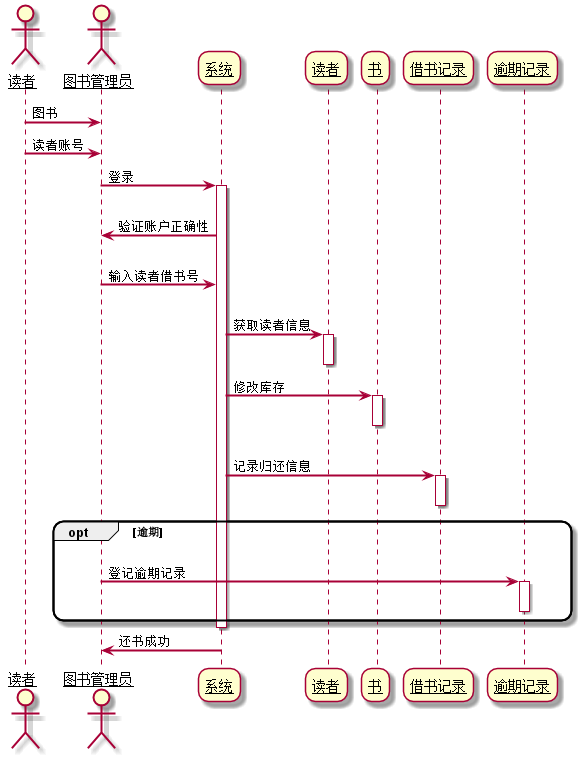 读者
图书管理员
系统
读者
书
借书记录
逾期记录
图书
读者账号
登录
验证账户正确性
输入读者借书号
获取读者信息
修改库存
记录归还信息
opt
[逾期]
登记逾期记录
还书成功
读者
图书管理员
系统
读者
书
借书记录
逾期记录